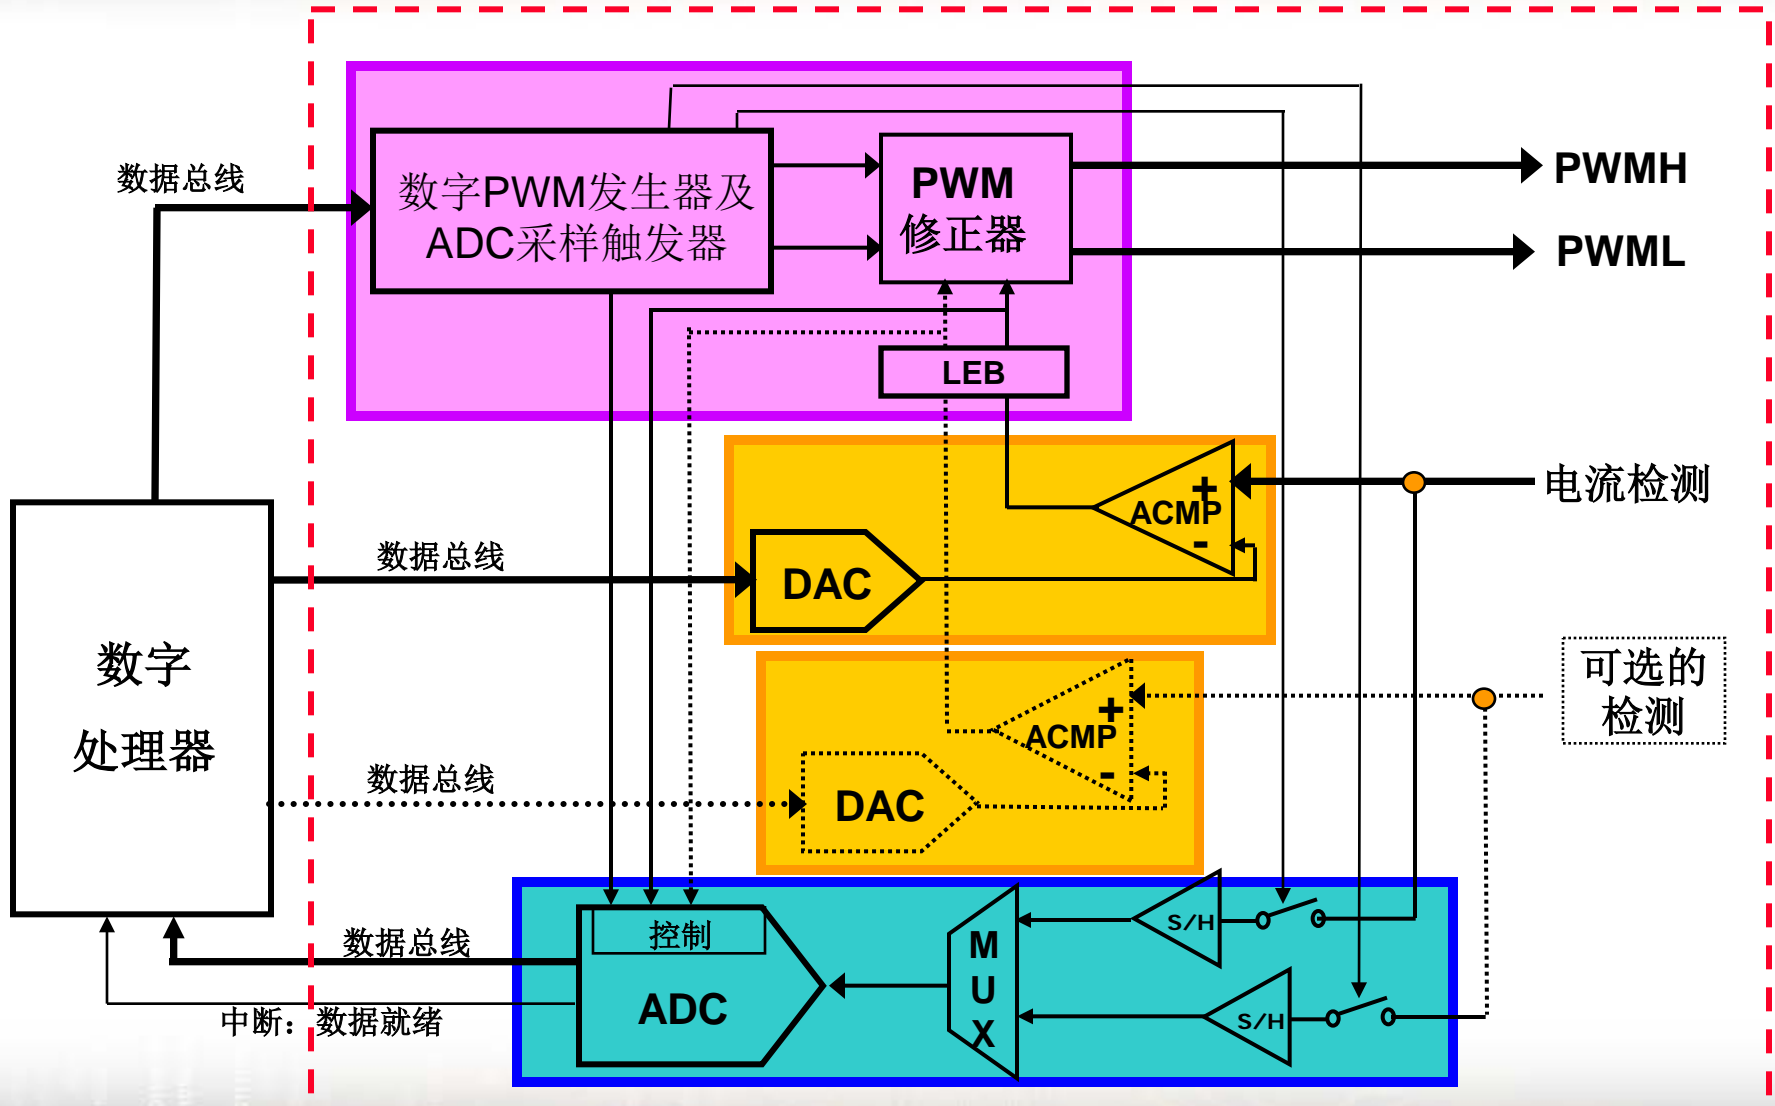 数据总线
数字PWM发生器及
ADC采样触发器
PWM
修正器
PWMH
PWML
LEB
+
ACMP
-
电流检测
数据总线
DAC
数字
处理器
可选的
检测
+
ACMP
-
数据总线
DAC
控制
ADC
M
U
X
S/H
S/H
数据总线
中断：数据就绪